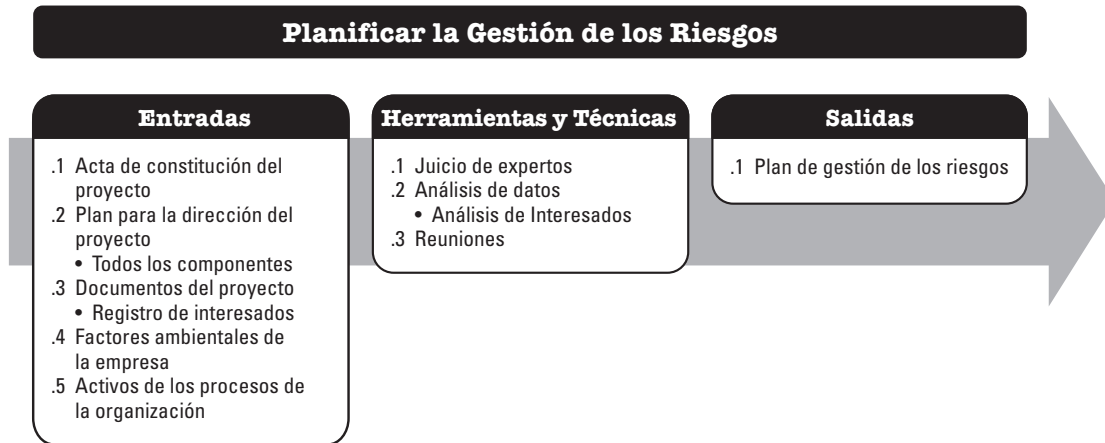 Planificar la Gestión de los Riesgos
Entradas
.1 Acta de constitución del
proyecto
.2 Plan para la dirección del
proyecto
• Todos los componentes
.3 Documentos del proyecto
• Registro de interesados
.4 Factores ambientales de
la empresa
.5 Activos de los procesos de
la organización
Herramientas y Técnicas
.1 Juicio de expertos
.2 Análisis de datos
• Análisis de Interesados
.3 Reuniones
Salidas
.1 Plan de gestión de los riesgos